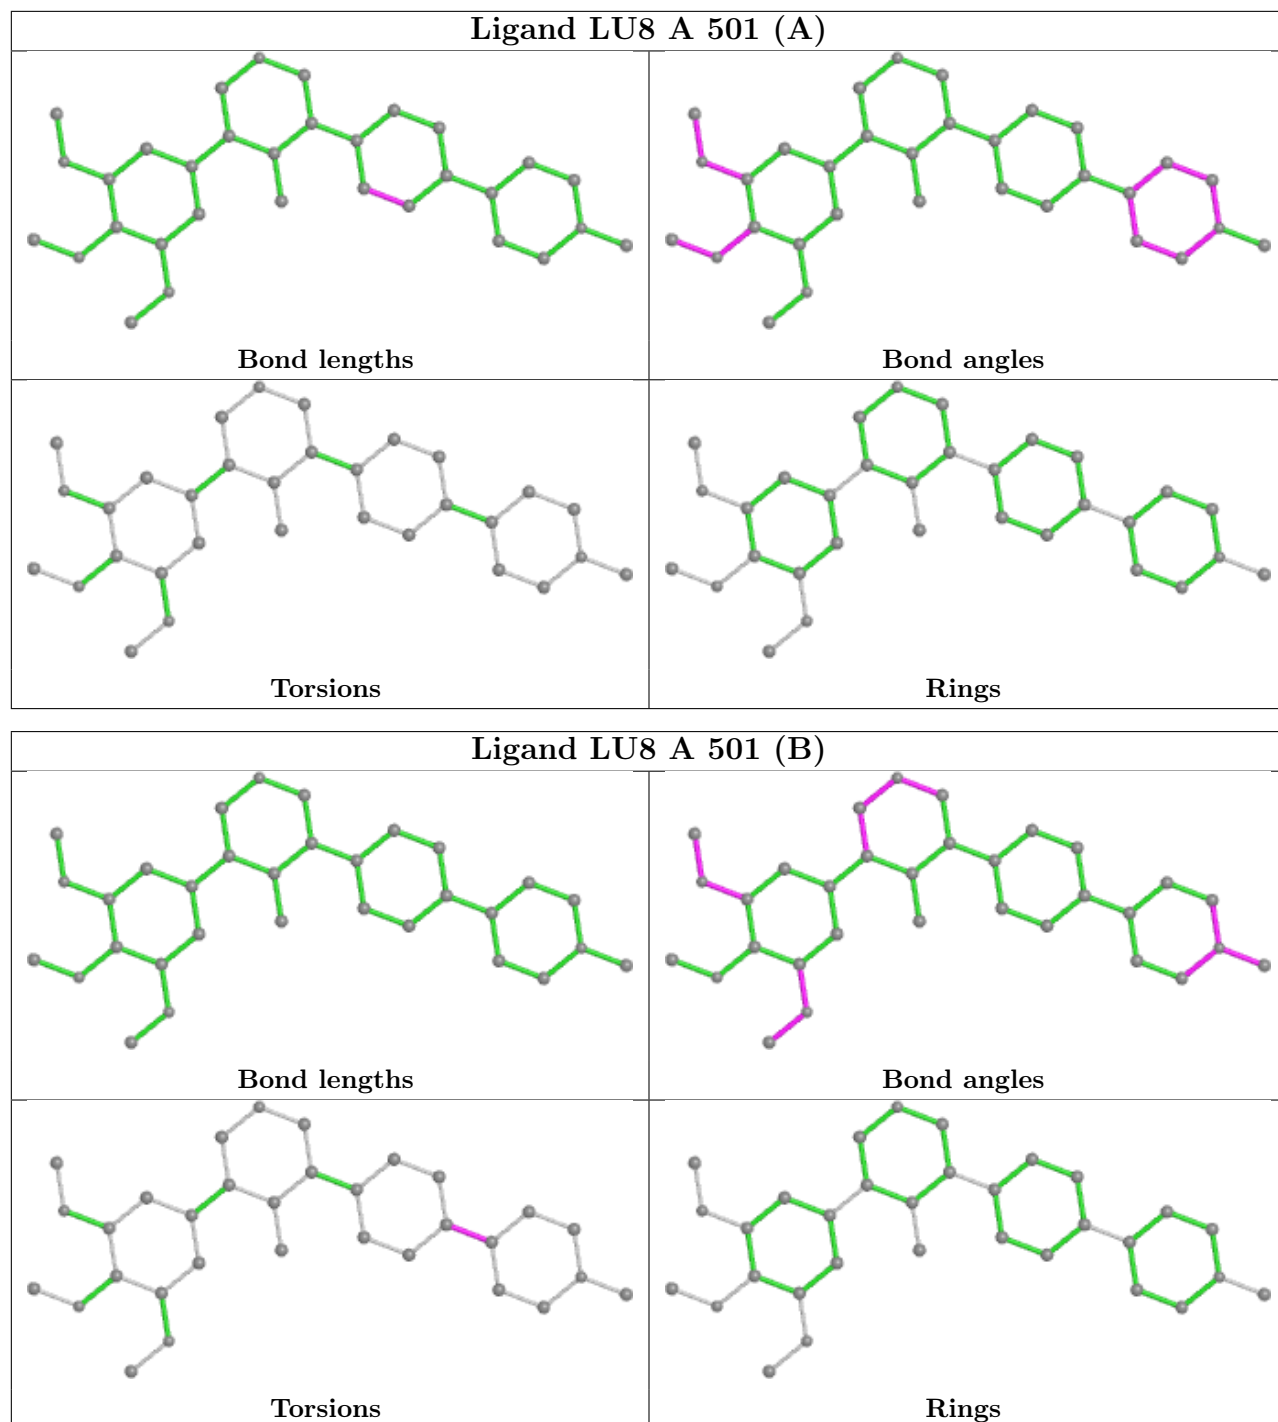 Ligand LU8 A 501 (A)
Bond lengths
Bond angles
Torsions
Rings
Ligand LU8 A 501 (B)
Bond lengths
Bond angles
Torsions
Rings